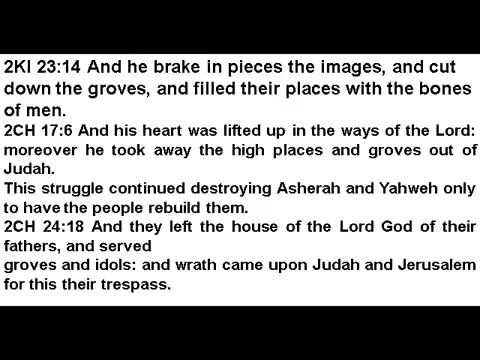 2KI 23:14 And he brake in pieces the images, and cut
down the groves, and filled their places with the bones
of men.
2CH 17:6 And his heart was lifted up in the ways of the Lord:
moreover he took away the high places and groves out of
Judah.
This struggle continued destroying Asherah and Yahweh only
to have the people rebuild them.
2CH 24:18 And they left the house of the Lord God of their
fathers, and served
groves and idols: and wrath came upon Judah and Jerusalem
for this their trespass.